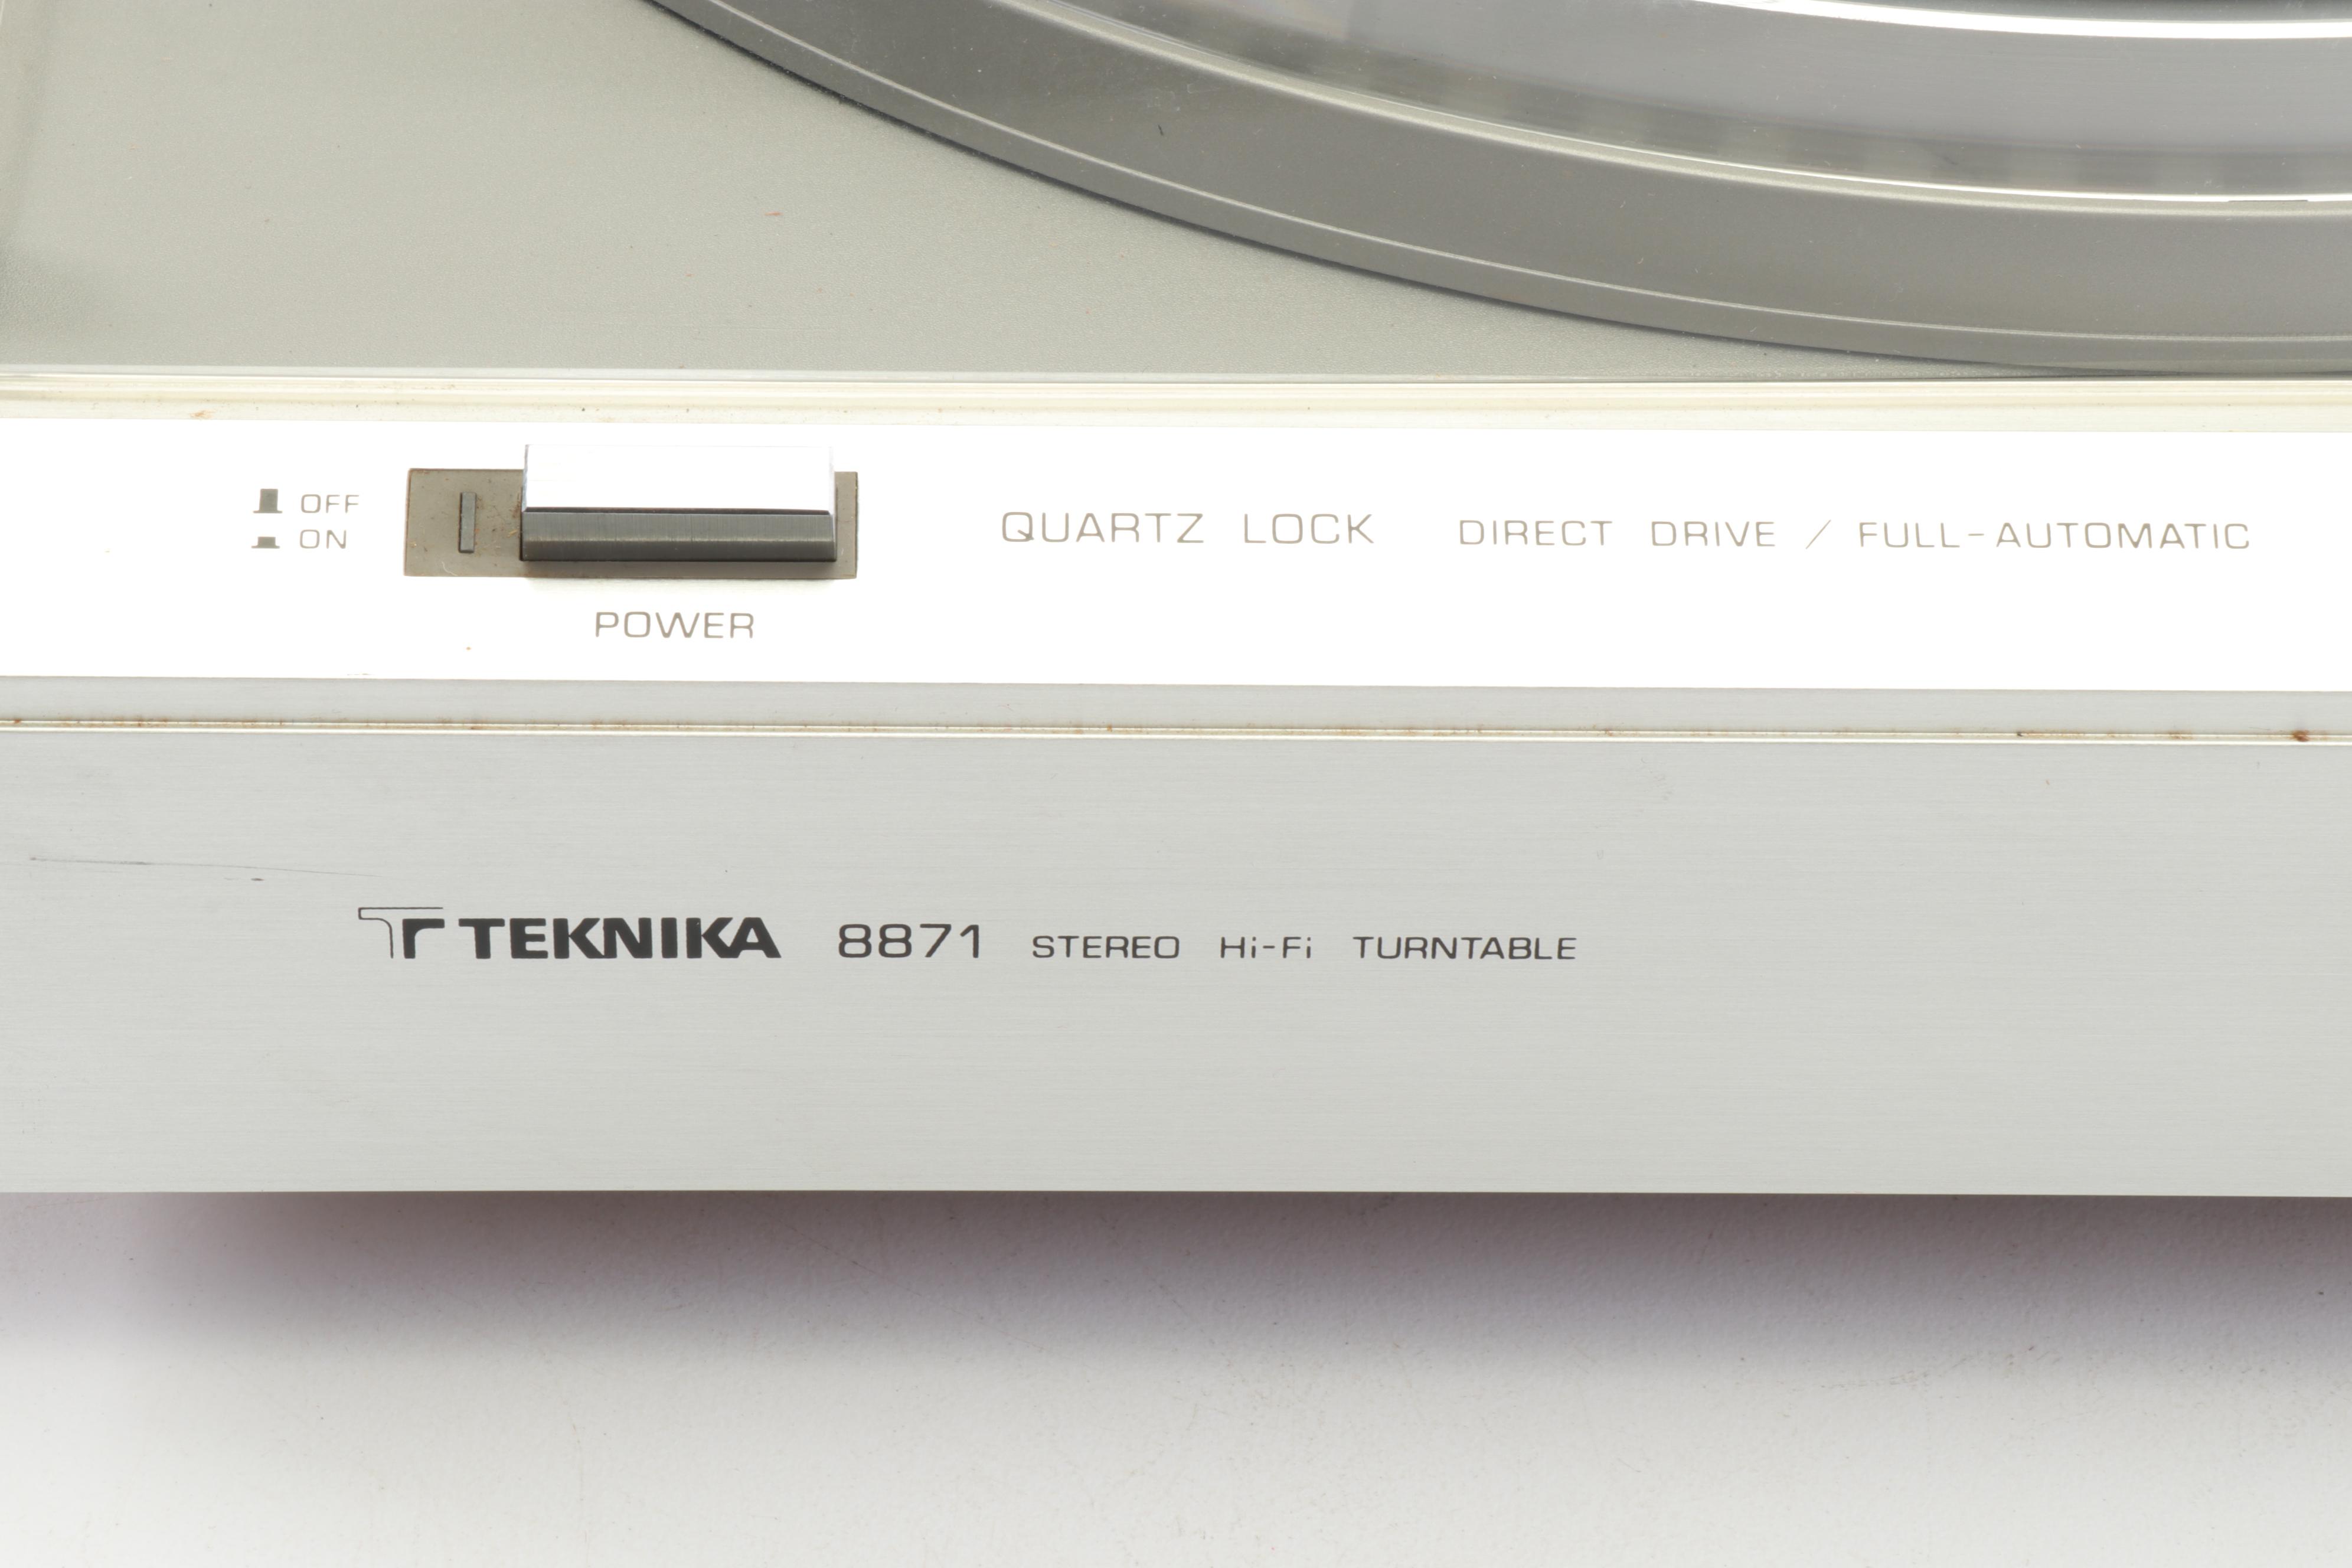 OFF
ON
POWER
QUARTZ LOCK DIRECT DRIVE / FULL-AUTOMATIC
TEKNIKA 8871 STEREO Hi-Fi TURNTABLE